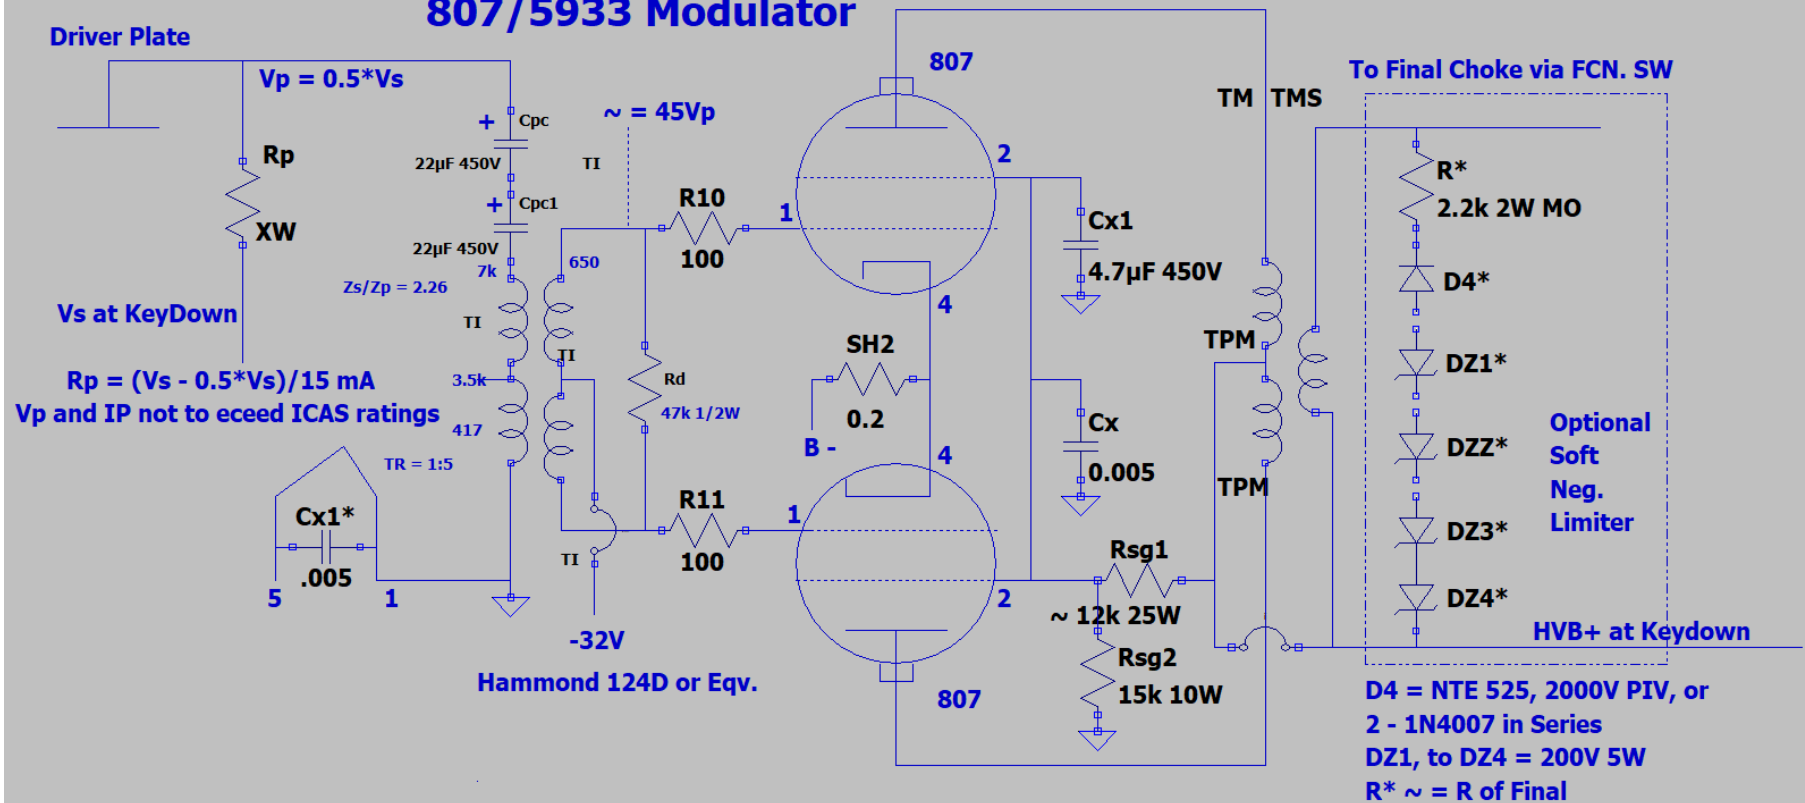 807/5933 Modulator
Driver Plate
Vp = 0.5*Vs
807
To Final Choke via FCN. SW
~ = 45Vp
TM
TMS
+
Cpc
22µF 450V
TI
Rp
XW
2
R*
2.2k 2W MO
+
Cpc1
22µF 450V
R10
100
1
Cx1
4.7µF 450V
7k
650
Zs/Zp = 2.26
D4*
Vs at KeyDown
TI
4
TI
SH2
0.2
TPM
DZ1*
Rp = (Vs - 0.5*Vs)/15 mA
3.5k
Rd
47k 1/2W
Vp and IP not to eceed ICAS ratings
417
Cx
0.005
B -
Optional
Soft
Neg.
Limiter
DZZ*
TR = 1:5
4
TPM
R11
100
1
Cx1*
.005
DZ3*
TI
Rsg1
~ 12k 25W
5
1
2
DZ4*
-32V
HVB+ at Keydown
Rsg2
15k 10W
Hammond 124D or Eqv.
807
D4 = NTE 525, 2000V PIV, or
2 - 1N4007 in Series
DZ1, to DZ4 = 200V 5W
R* ~ = R of Final